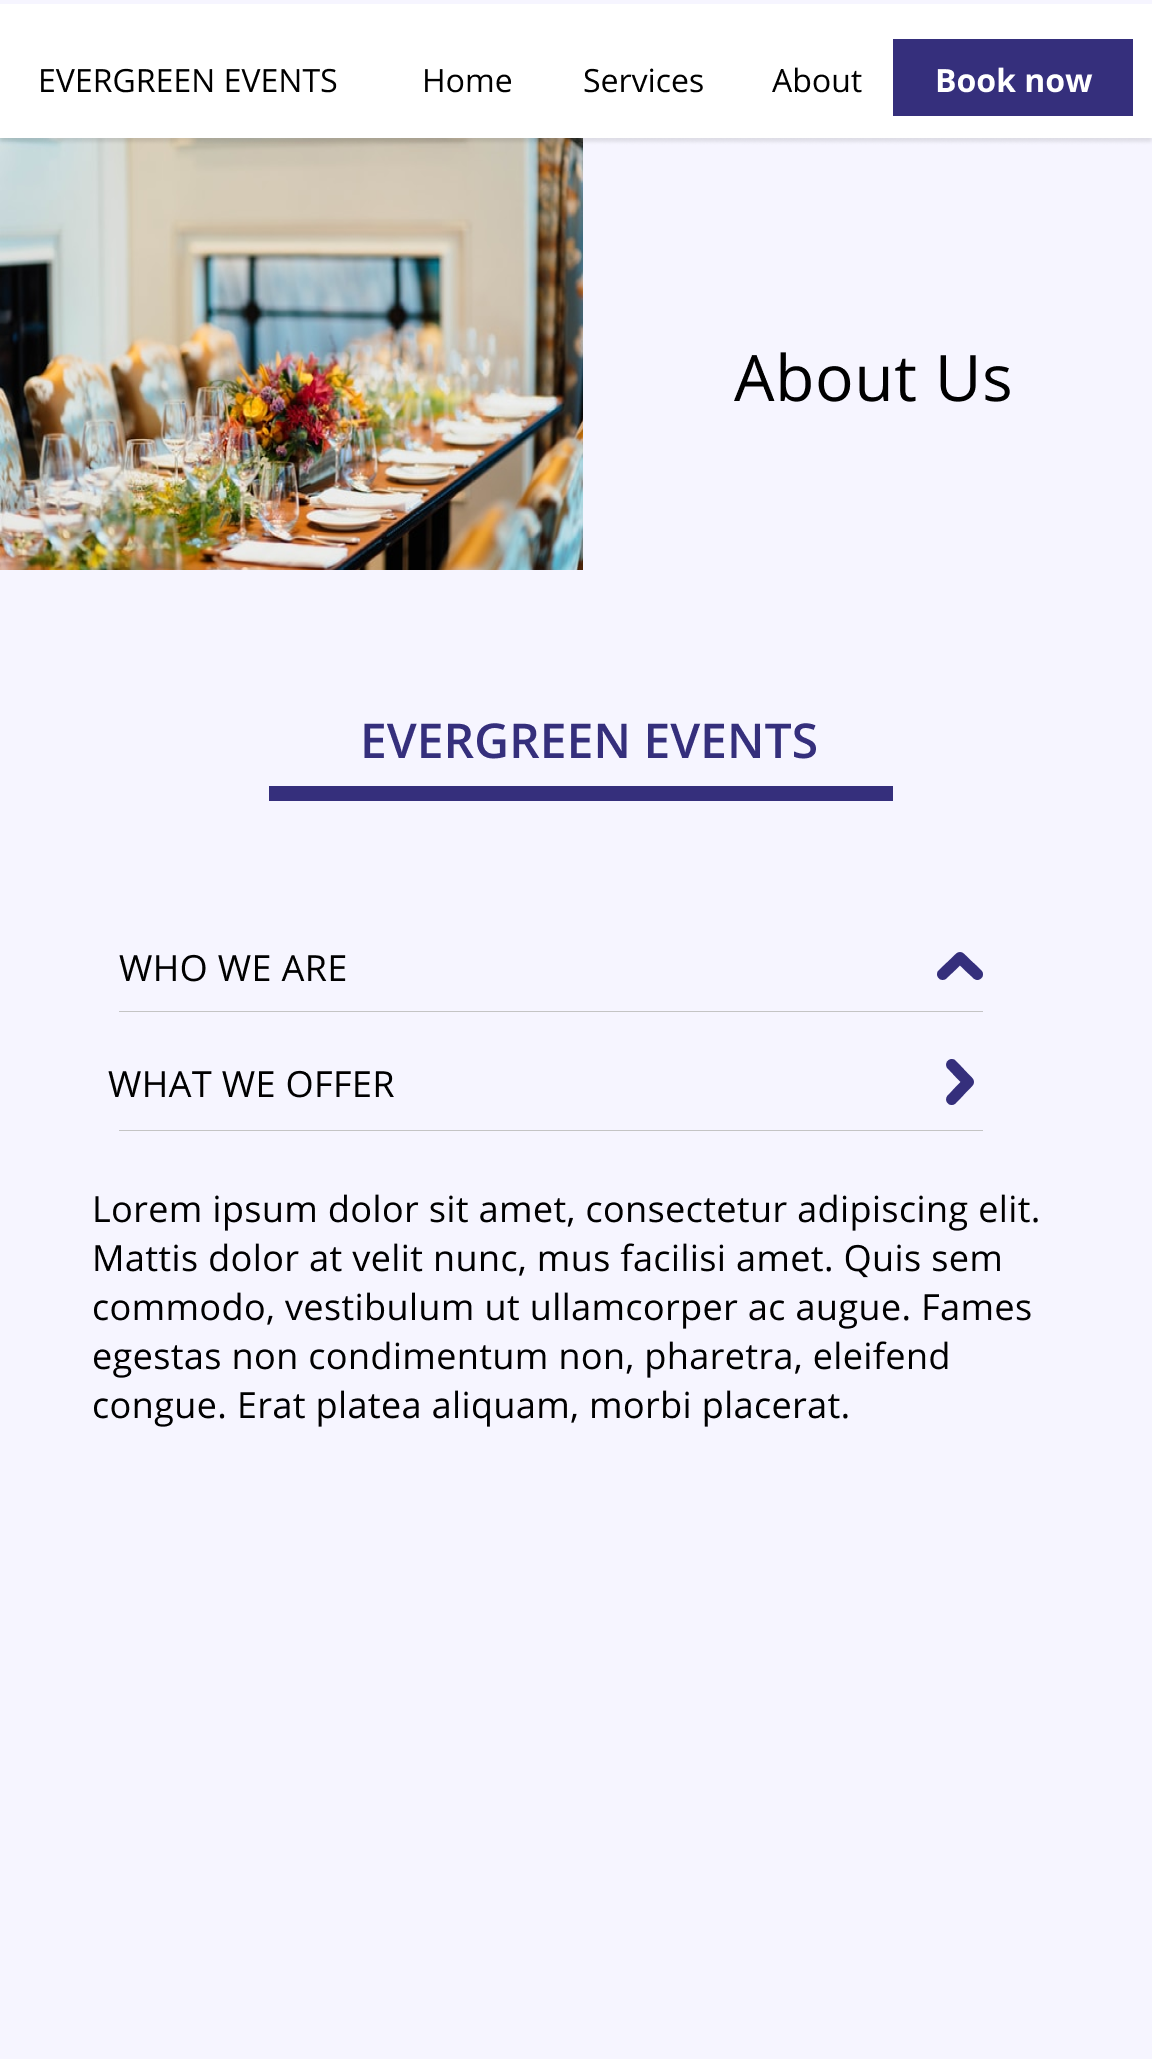 EVERGREEN EVENTS Home Services About Book now
About Us
EVERGREEN EVENTS
WHO WE ARE
WHAT WE OFFER
Lorem ipsum dolor sit amet, consectetur adipiscing elit.
Mattis dolor at velit nunc, mus facilisi amet. Quis sem
commodo, vestibulum ut ullamcorper ac augue. Fames
egestas non condimentum non, pharetra, eleifend
congue. Erat platea aliquam, morbi placerat.